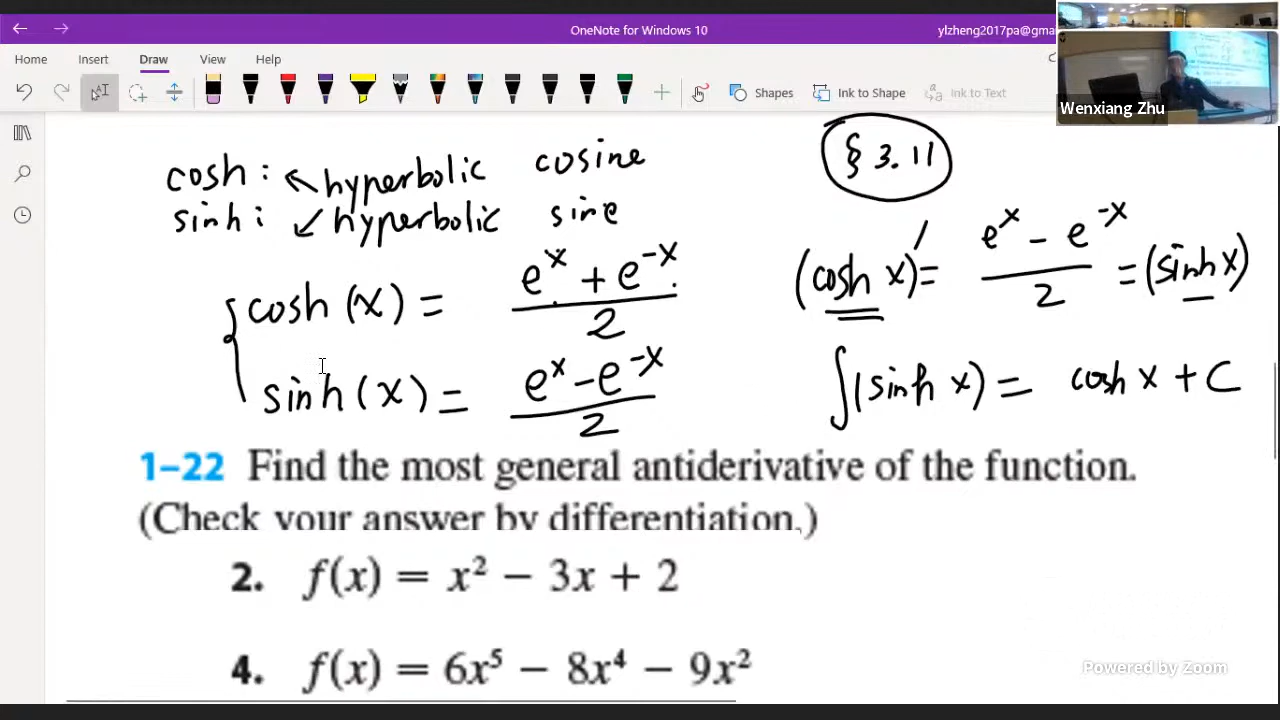 OneNote for Windows 10
ylzheng2017pa@gma
Home Insert Draw View Help
Shapes Ink to Shape Ink to Text
Wenxiang Zhu
cosh : ↖ hyperbolic cosine
sinh : ↙ hyperbolic sine
§ 3.11
cosh (x) = (e^x + e^-x) / 2
sinh (x) = (e^x - e^-x) / 2
(cosh x)' = (e^x - e^-x) / 2 = (sinh x)
∫(sinh x) = cosh x + C
1–22 Find the most general antiderivative of the function.
(Check your answer by differentiation.)
2. f(x) = x² − 3x + 2
4. f(x) = 6x⁵ − 8x⁴ − 9x²
Powered by Zoom